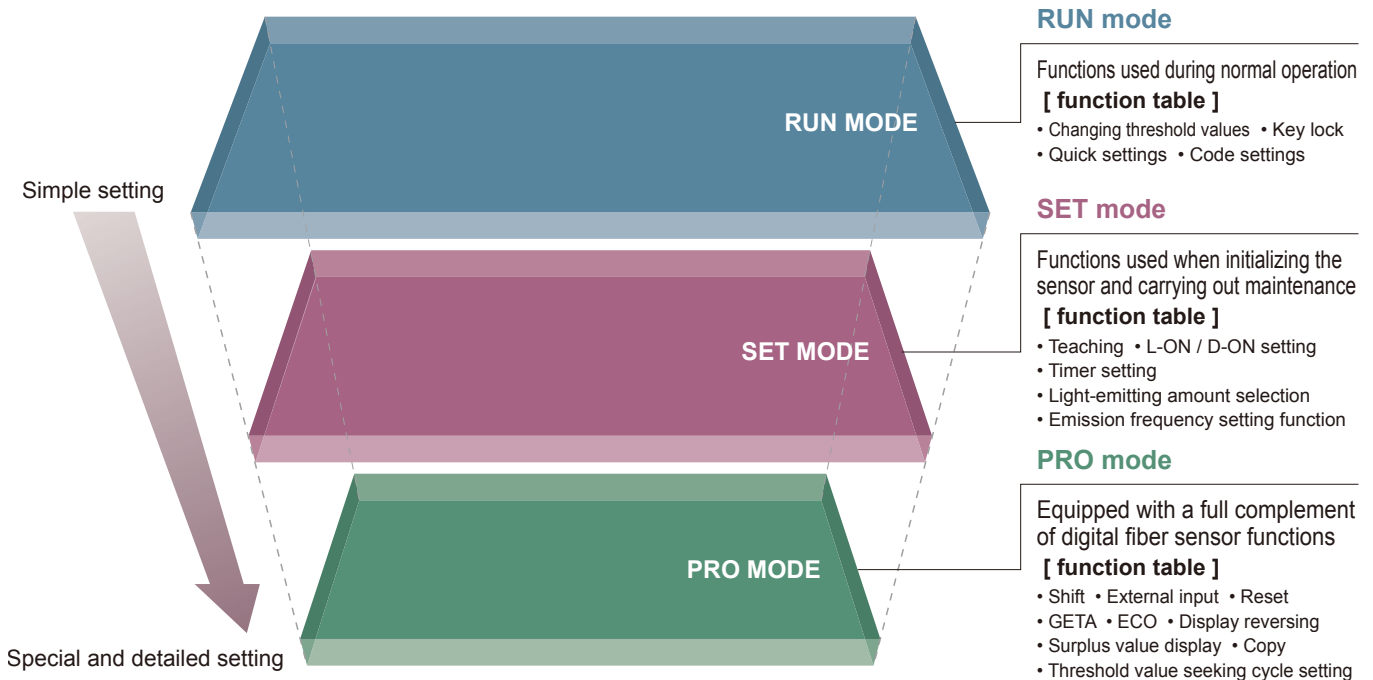 RUN mode
Functions used during normal operation
[ function table ]
• Changing threshold values • Key lock
• Quick settings • Code settings
RUN MODE
Simple setting
SET mode
Functions used when initializing the
sensor and carrying out maintenance
[ function table ]
• Teaching • L-ON / D-ON setting
• Timer setting
• Light-emitting amount selection
• Emission frequency setting function
SET MODE
PRO mode
Equipped with a full complement
of digital fiber sensor functions
[ function table ]
• Shift • External input • Reset
• GETA • ECO • Display reversing
• Surplus value display • Copy
• Threshold value seeking cycle setting
PRO MODE
Special and detailed setting